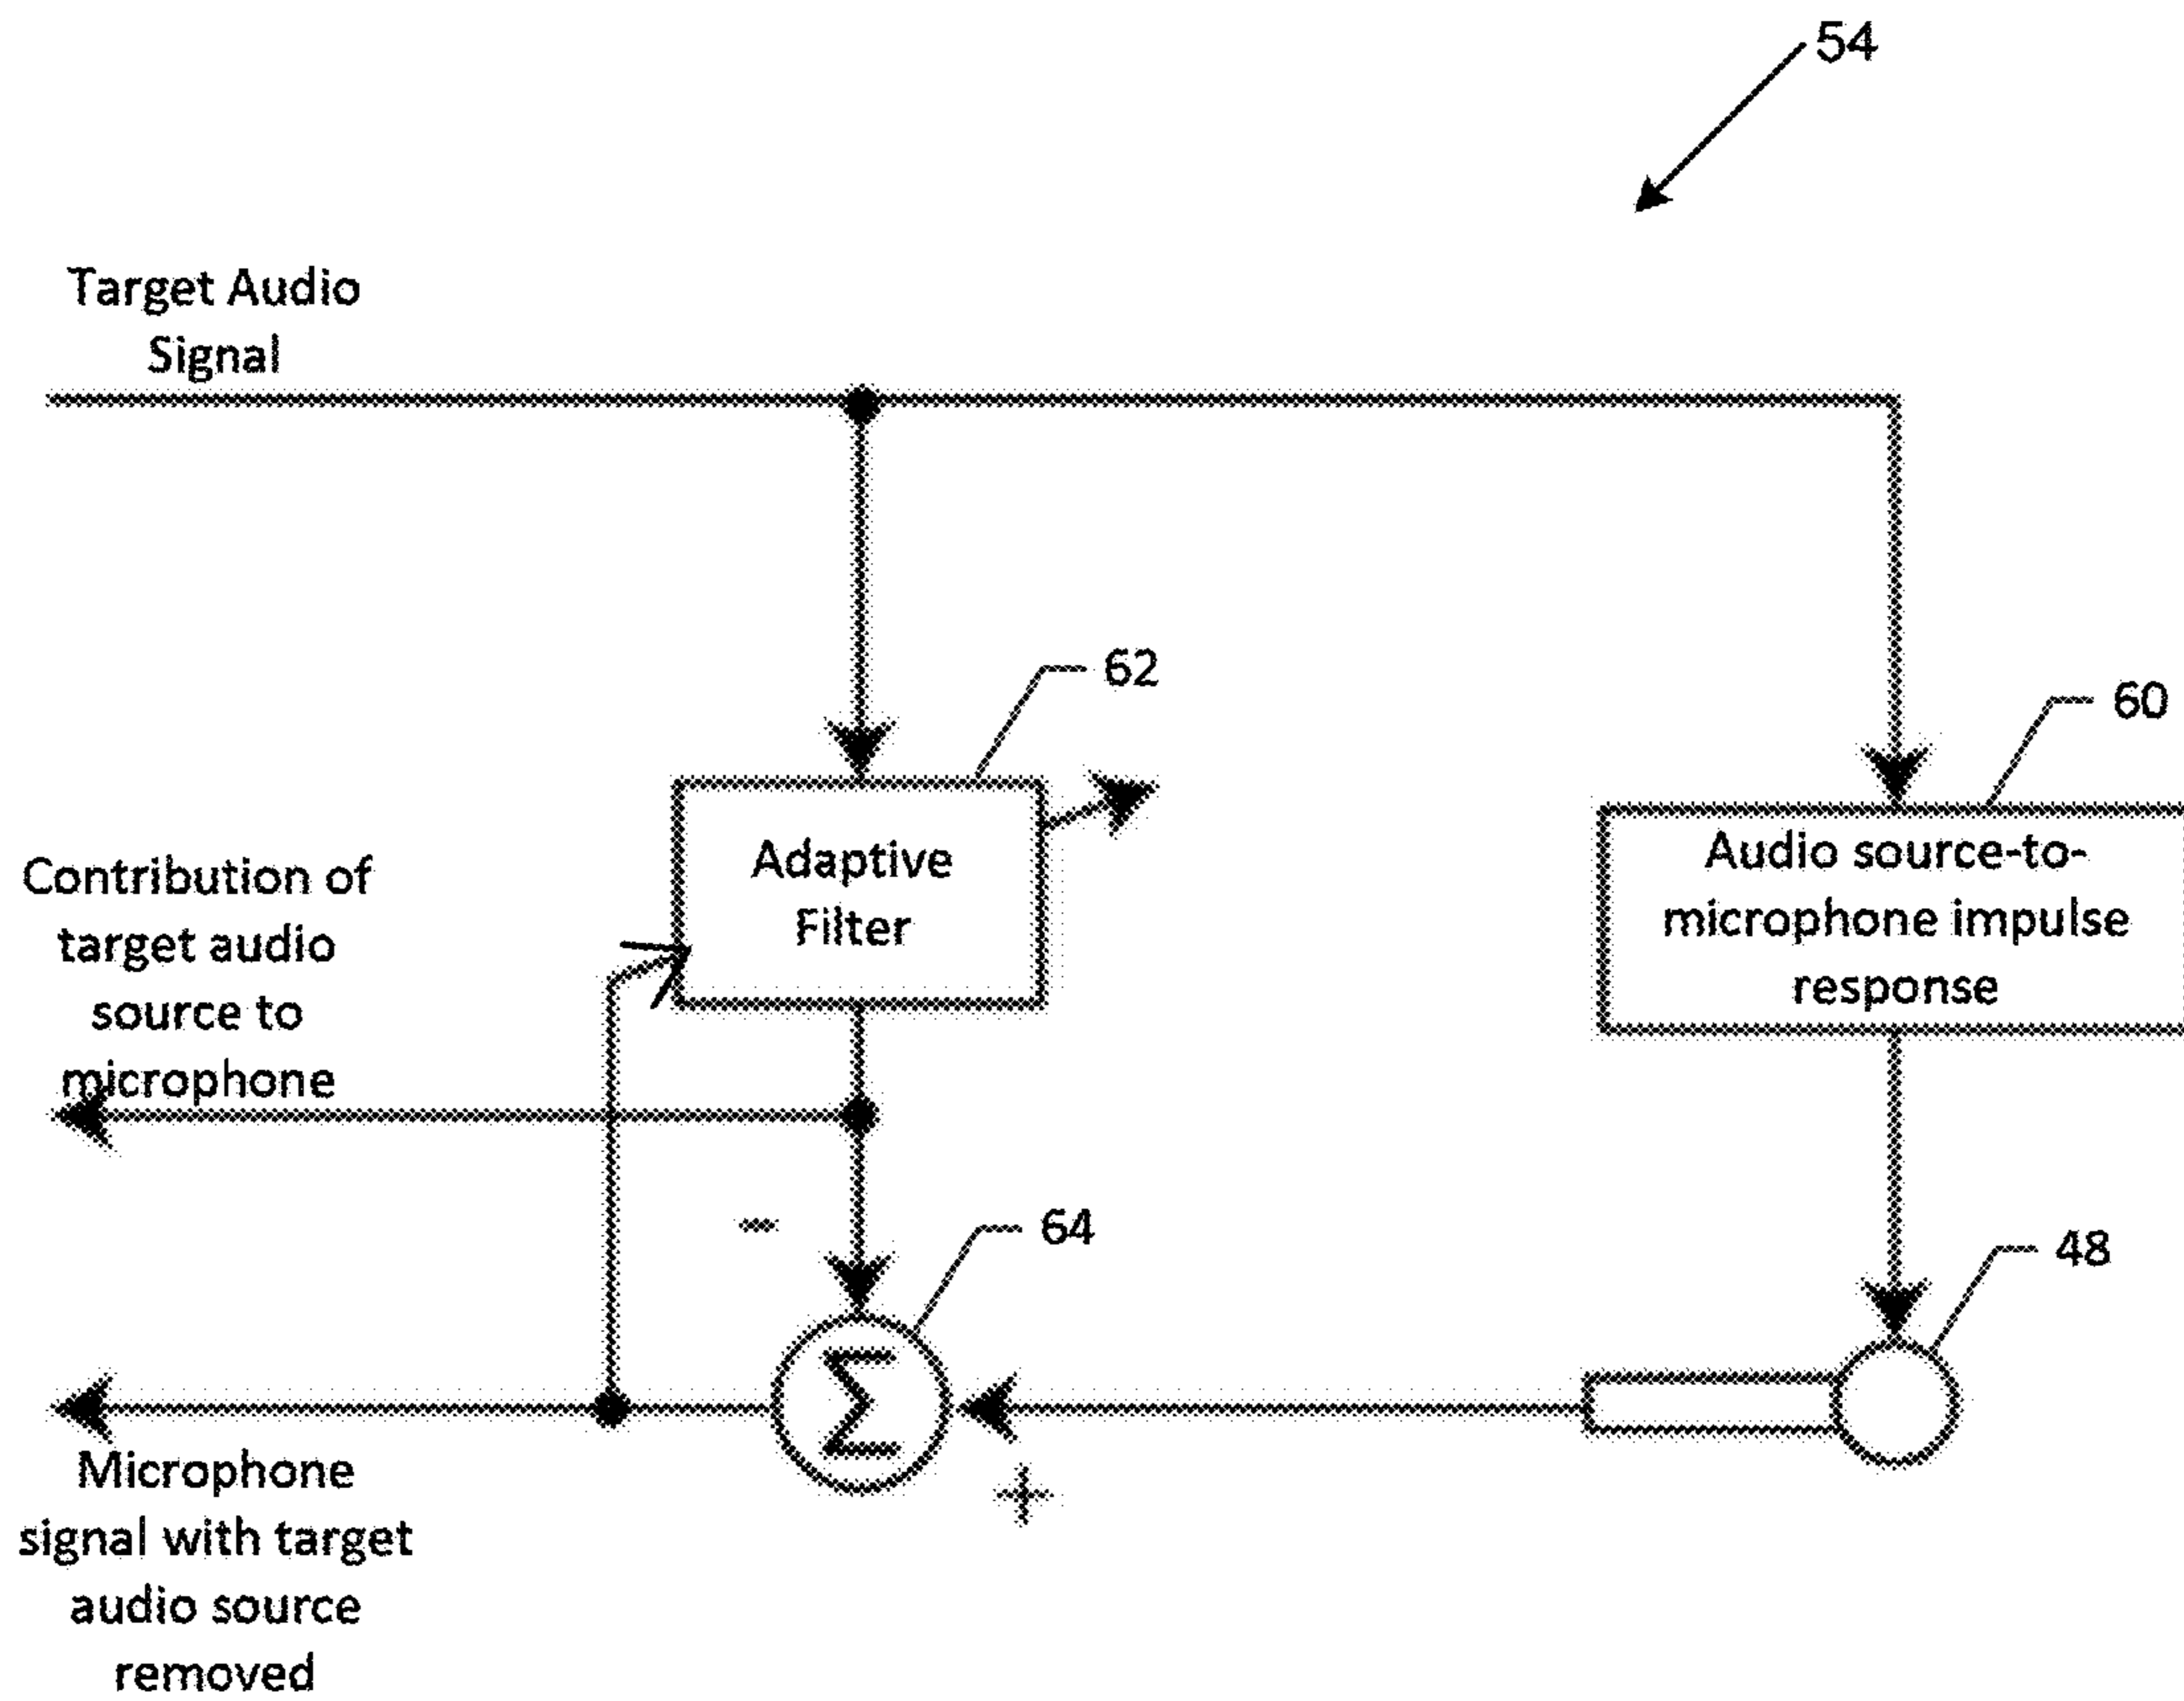 54
Target Audio
Signal
62
60
Adaptive
Filter
Audio source-to-
microphone impulse
response
Contribution of
target audio
source to
microphone
-
64
48
Σ
+
Microphone
signal with target
audio source
removed